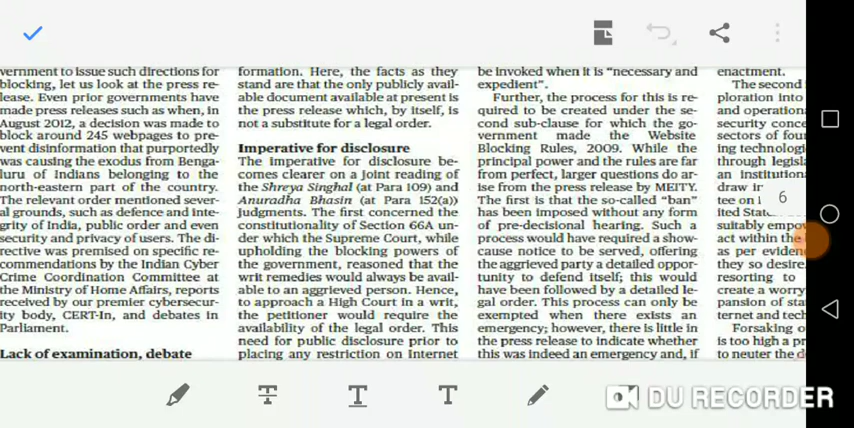 vernment to issue such directions for
blocking, let us look at the press re-
lease. Even prior governments have
made press releases such as when, in
August 2012, a decision was made to
block around 245 webpages to pre-
vent disinformation that purportedly
was causing the exodus from Benga-
luru of Indians belonging to the
north-eastern part of the country.
The relevant order mentioned sever-
al grounds, such as defence and inte-
grity of India, public order and even
security and privacy of users. The di-
rective was premised on specific re-
commendations by the Indian Cyber
Crime Coordination Committee at
the Ministry of Home Affairs, reports
received by our premier cybersecur-
ity body, CERT-In, and debates in
Parliament.
Lack of examination, debate
formation. Here, the facts as they
stand are that the only publicly avail-
able document available at present is
the press release which, by itself, is
not a substitute for a legal order.
Imperative for disclosure
The imperative for disclosure be-
comes clearer on a joint reading of
the Shreya Singhal (at Para 109) and
Anuradha Bhasin (at Para 152(a))
judgments. The first concerned the
constitutionality of Section 66A un-
der which the Supreme Court, while
upholding the blocking powers of
the government, reasoned that the
writ remedies would always be avail-
able to an aggrieved person. Hence,
to approach a High Court in a writ,
the petitioner would require the
availability of the legal order. This
need for public disclosure prior to
placing any restriction on Internet
be invoked when it is "necessary and
expedient".
Further, the process for this is re-
quired to be created under the
second sub-clause for which the go-
vernment made the Website
Blocking Rules, 2009. While the
principal power and the rules are far
from perfect, larger questions do ar-
ise from the press release by MEITY.
The first is that the so-called "ban"
has been imposed without any form
of pre-decisional hearing. Such a
process would have required a show-
cause notice to be served, offering
the aggrieved party a detailed oppor-
tunity to defend itself; this would
have been followed by a detailed le-
gal order. This process can only be
exempted when there exists an
emergency; however, there is little in
the press release to indicate whether
this was indeed an emergency and, if
enactment.
The second
ploration into
and operationa
security conce
sectors of four
ing technologi
through legisla
an institutiona
draw ir
tee on i
ited Stat
suitably empov
act within the
as per evidenc
they so desire
resorting to
create a worry
pansion of sta
ternet and tech
Forsaking o
is too high a pr
to neuter the d
6
DU RECORDER